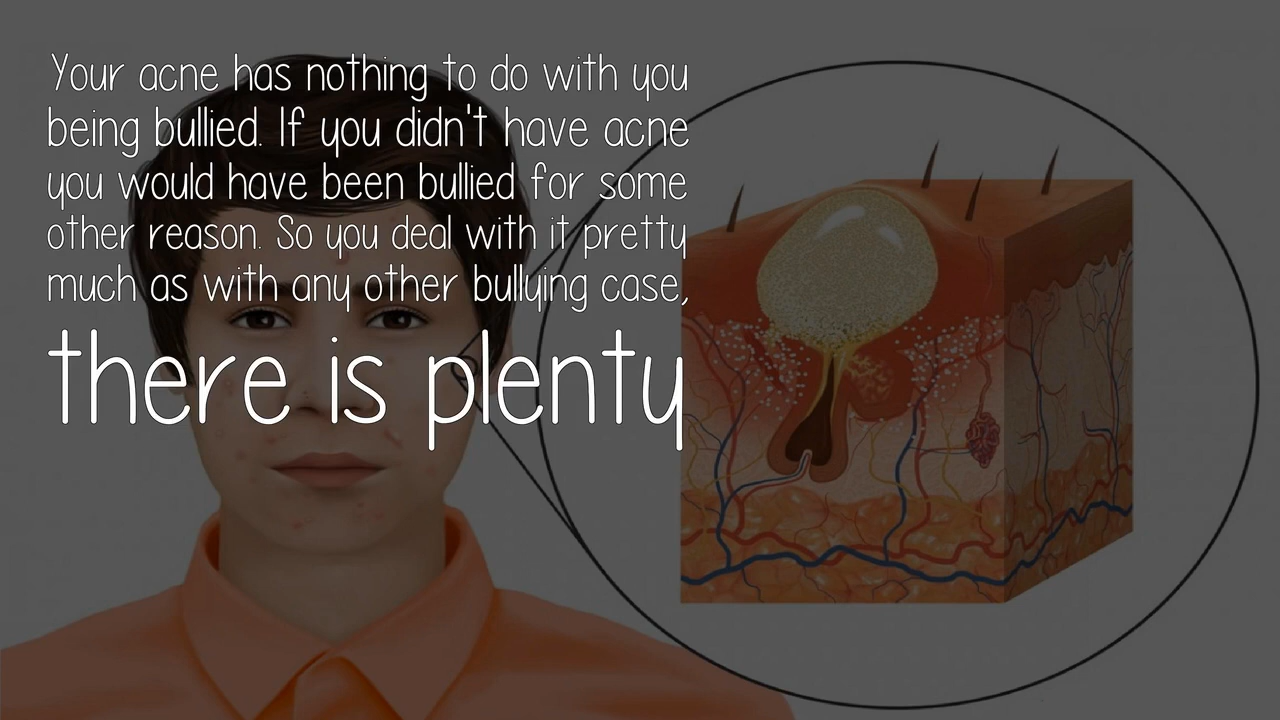 Your acne has nothing to do with you
being bullied. If you didn't have acne
you would have been bullied for some
other reason. So you deal with it pretty
much as with any other bullying case,
there is plenty